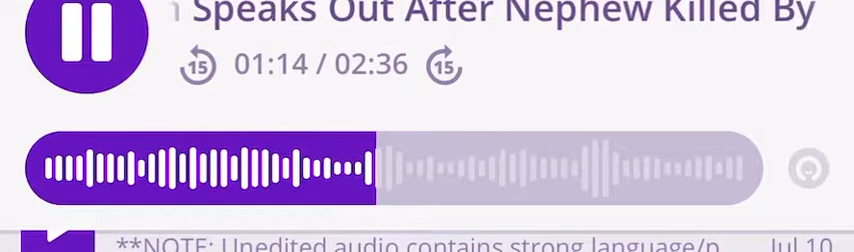 Speaks Out After Nephew Killed By
15 01:14 / 02:36 15
**NOTE: Unedited audio contains strong language/p Jul 10